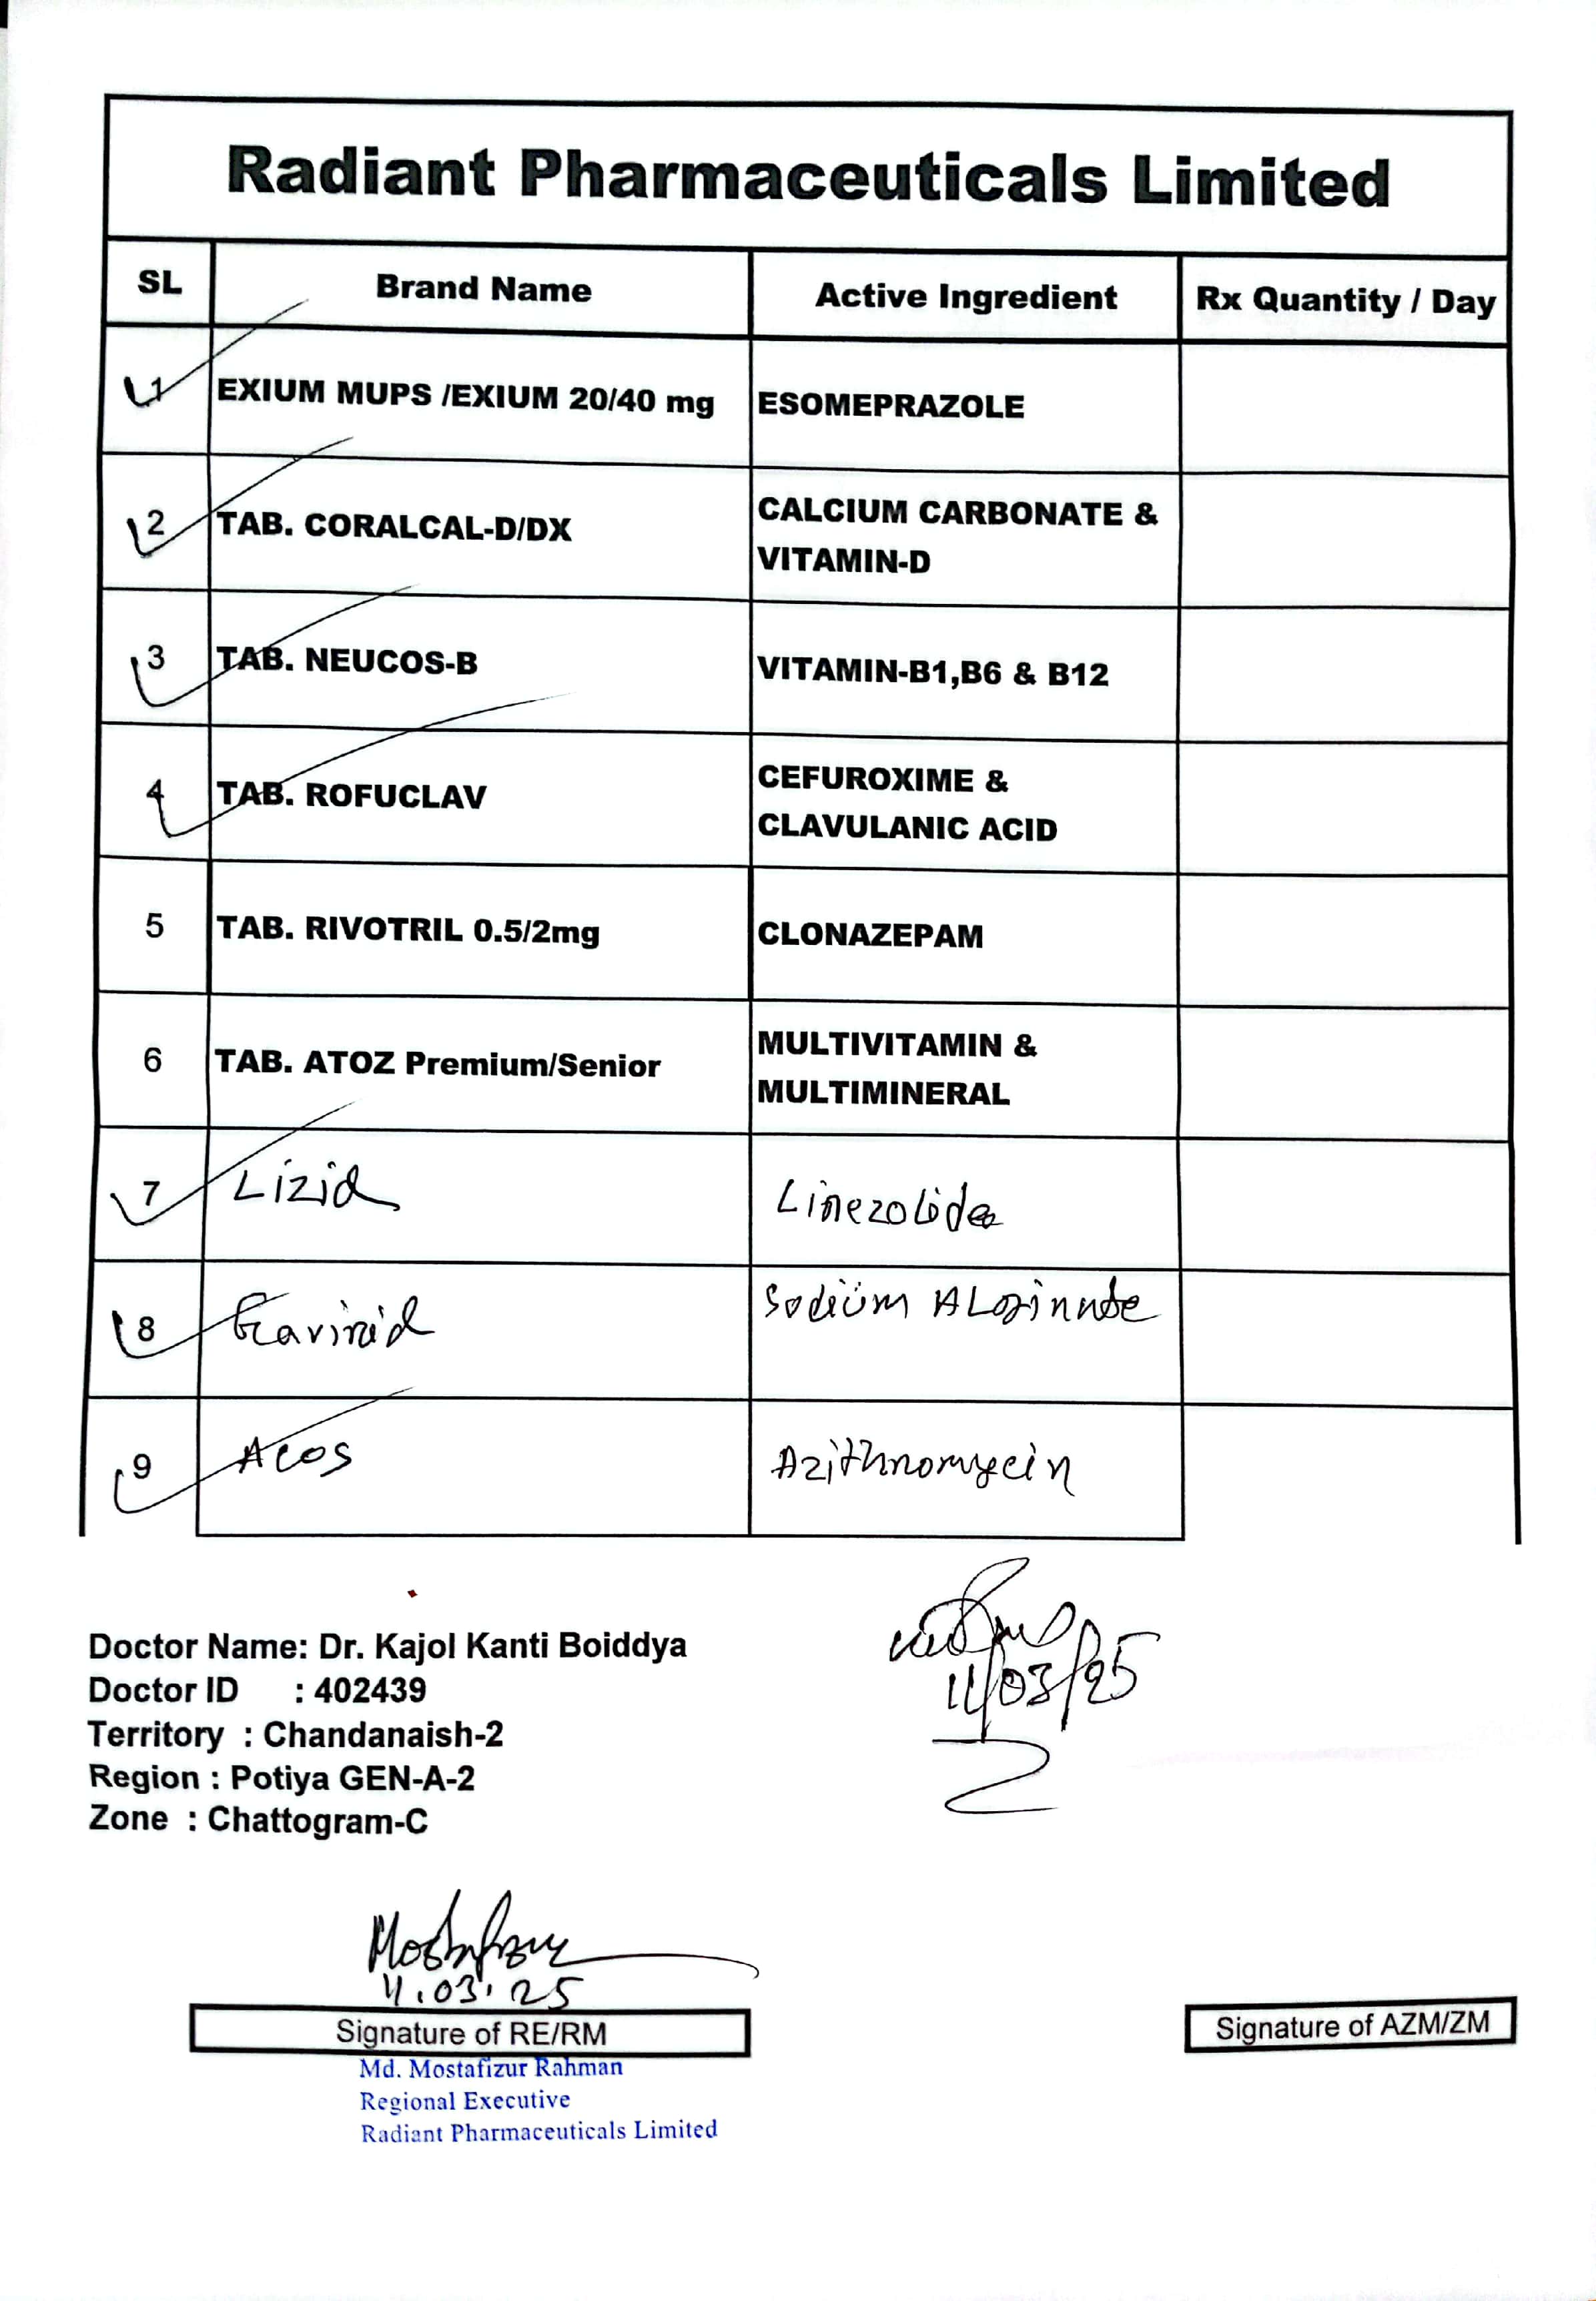 Radiant Pharmaceuticals Limited
SL Brand Name Active Ingredient Rx Quantity / Day
1 EXIUM MUPS /EXIUM 20/40 mg ESOMEPRAZOLE
2 TAB. CORALCAL-D/DX CALCIUM CARBONATE &
VITAMIN-D
3 TAB. NEUCOS-B VITAMIN-B1,B6 & B12
4 TAB. ROFUCLAV CEFUROXIME &
CLAVULANIC ACID
5 TAB. RIVOTRIL 0.5/2mg CLONAZEPAM
6 TAB. ATOZ Premium/Senior MULTIVITAMIN &
MULTIMINERAL
7 Lizid Linezolide
8 Sodium
9 Acos Azithromycin
11/03/25
Doctor Name: Dr. Kajol Kanti Boiddya
Doctor ID : 402439
Territory : Chandanaish-2
Region : Potiya GEN-A-2
Zone : Chattogram-C
11.03.25
Signature of RE/RM
Signature of AZM/ZM
Md. Mostafizur Rahman
Regional Executive
Radiant Pharmaceuticals Limited